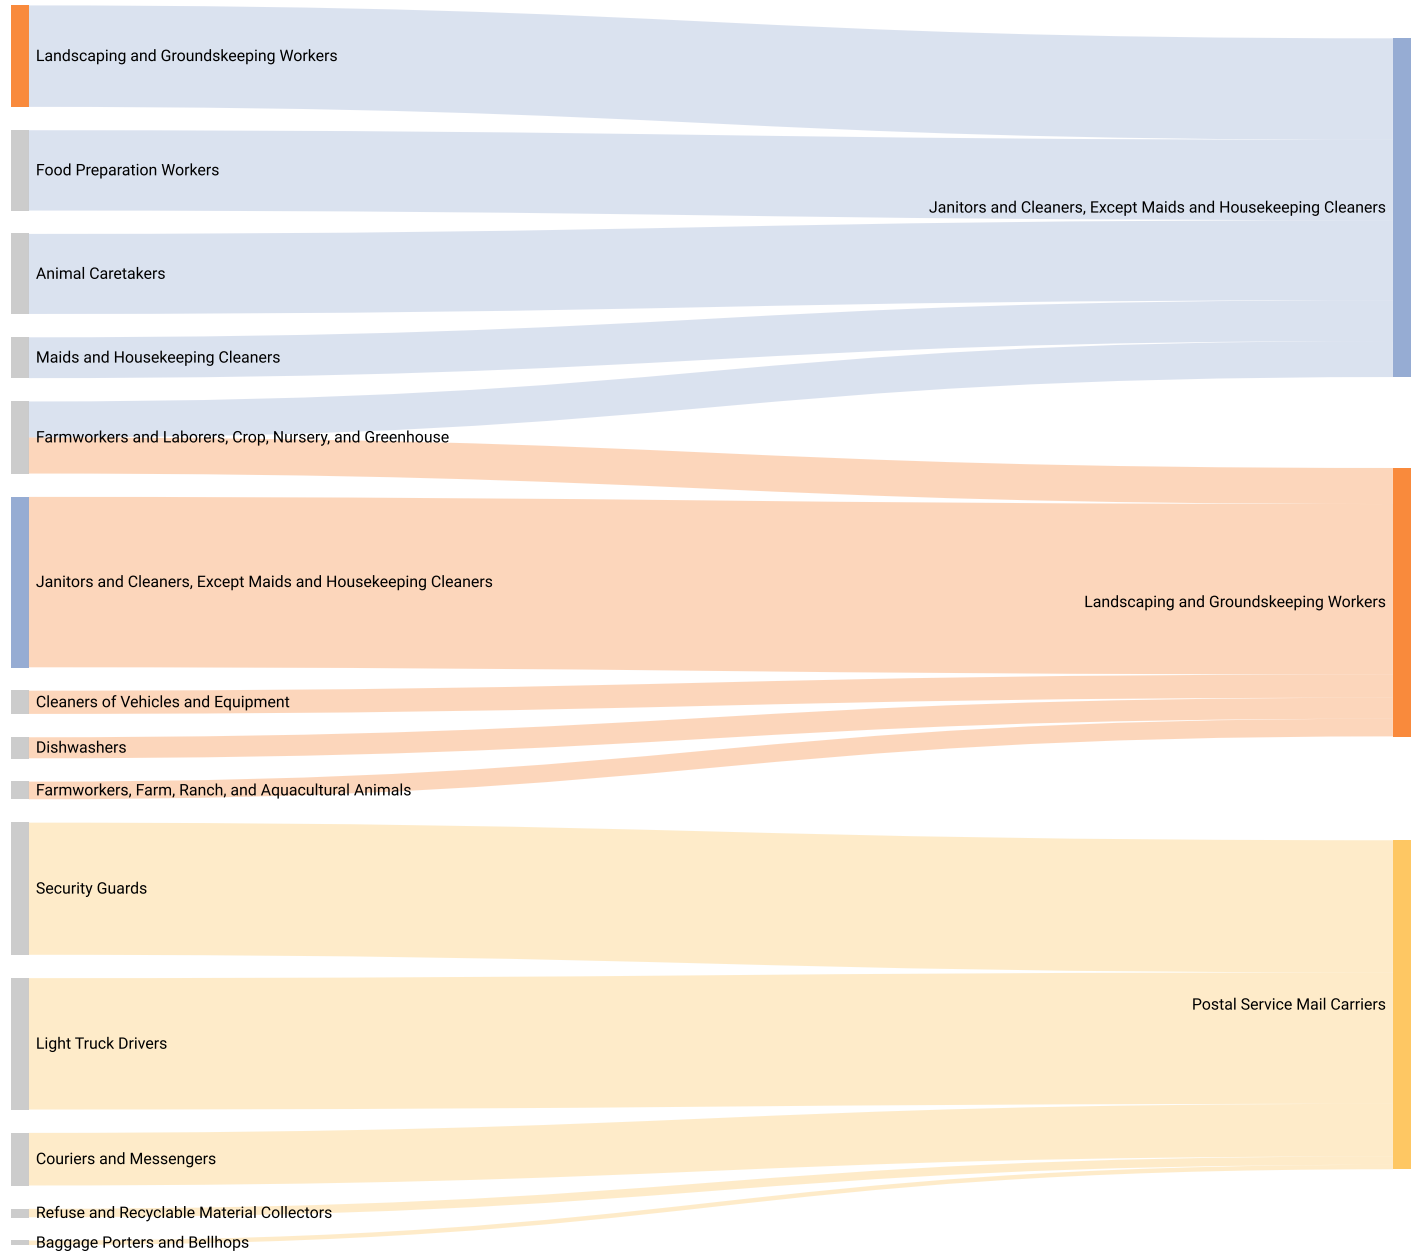 Landscaping and Groundskeeping Workers
Food Preparation Workers
Janitors and Cleaners, Except Maids and Housekeeping Cleaners
Animal Caretakers
Maids and Housekeeping Cleaners
Farmworkers and Laborers, Crop, Nursery, and Greenhouse
Janitors and Cleaners, Except Maids and Housekeeping Cleaners
Landscaping and Groundskeeping Workers
Cleaners of Vehicles and Equipment
Dishwashers
Farmworkers, Farm, Ranch, and Aquacultural Animals
Security Guards
Postal Service Mail Carriers
Light Truck Drivers
Couriers and Messengers
Refuse and Recyclable Material Collectors
Baggage Porters and Bellhops